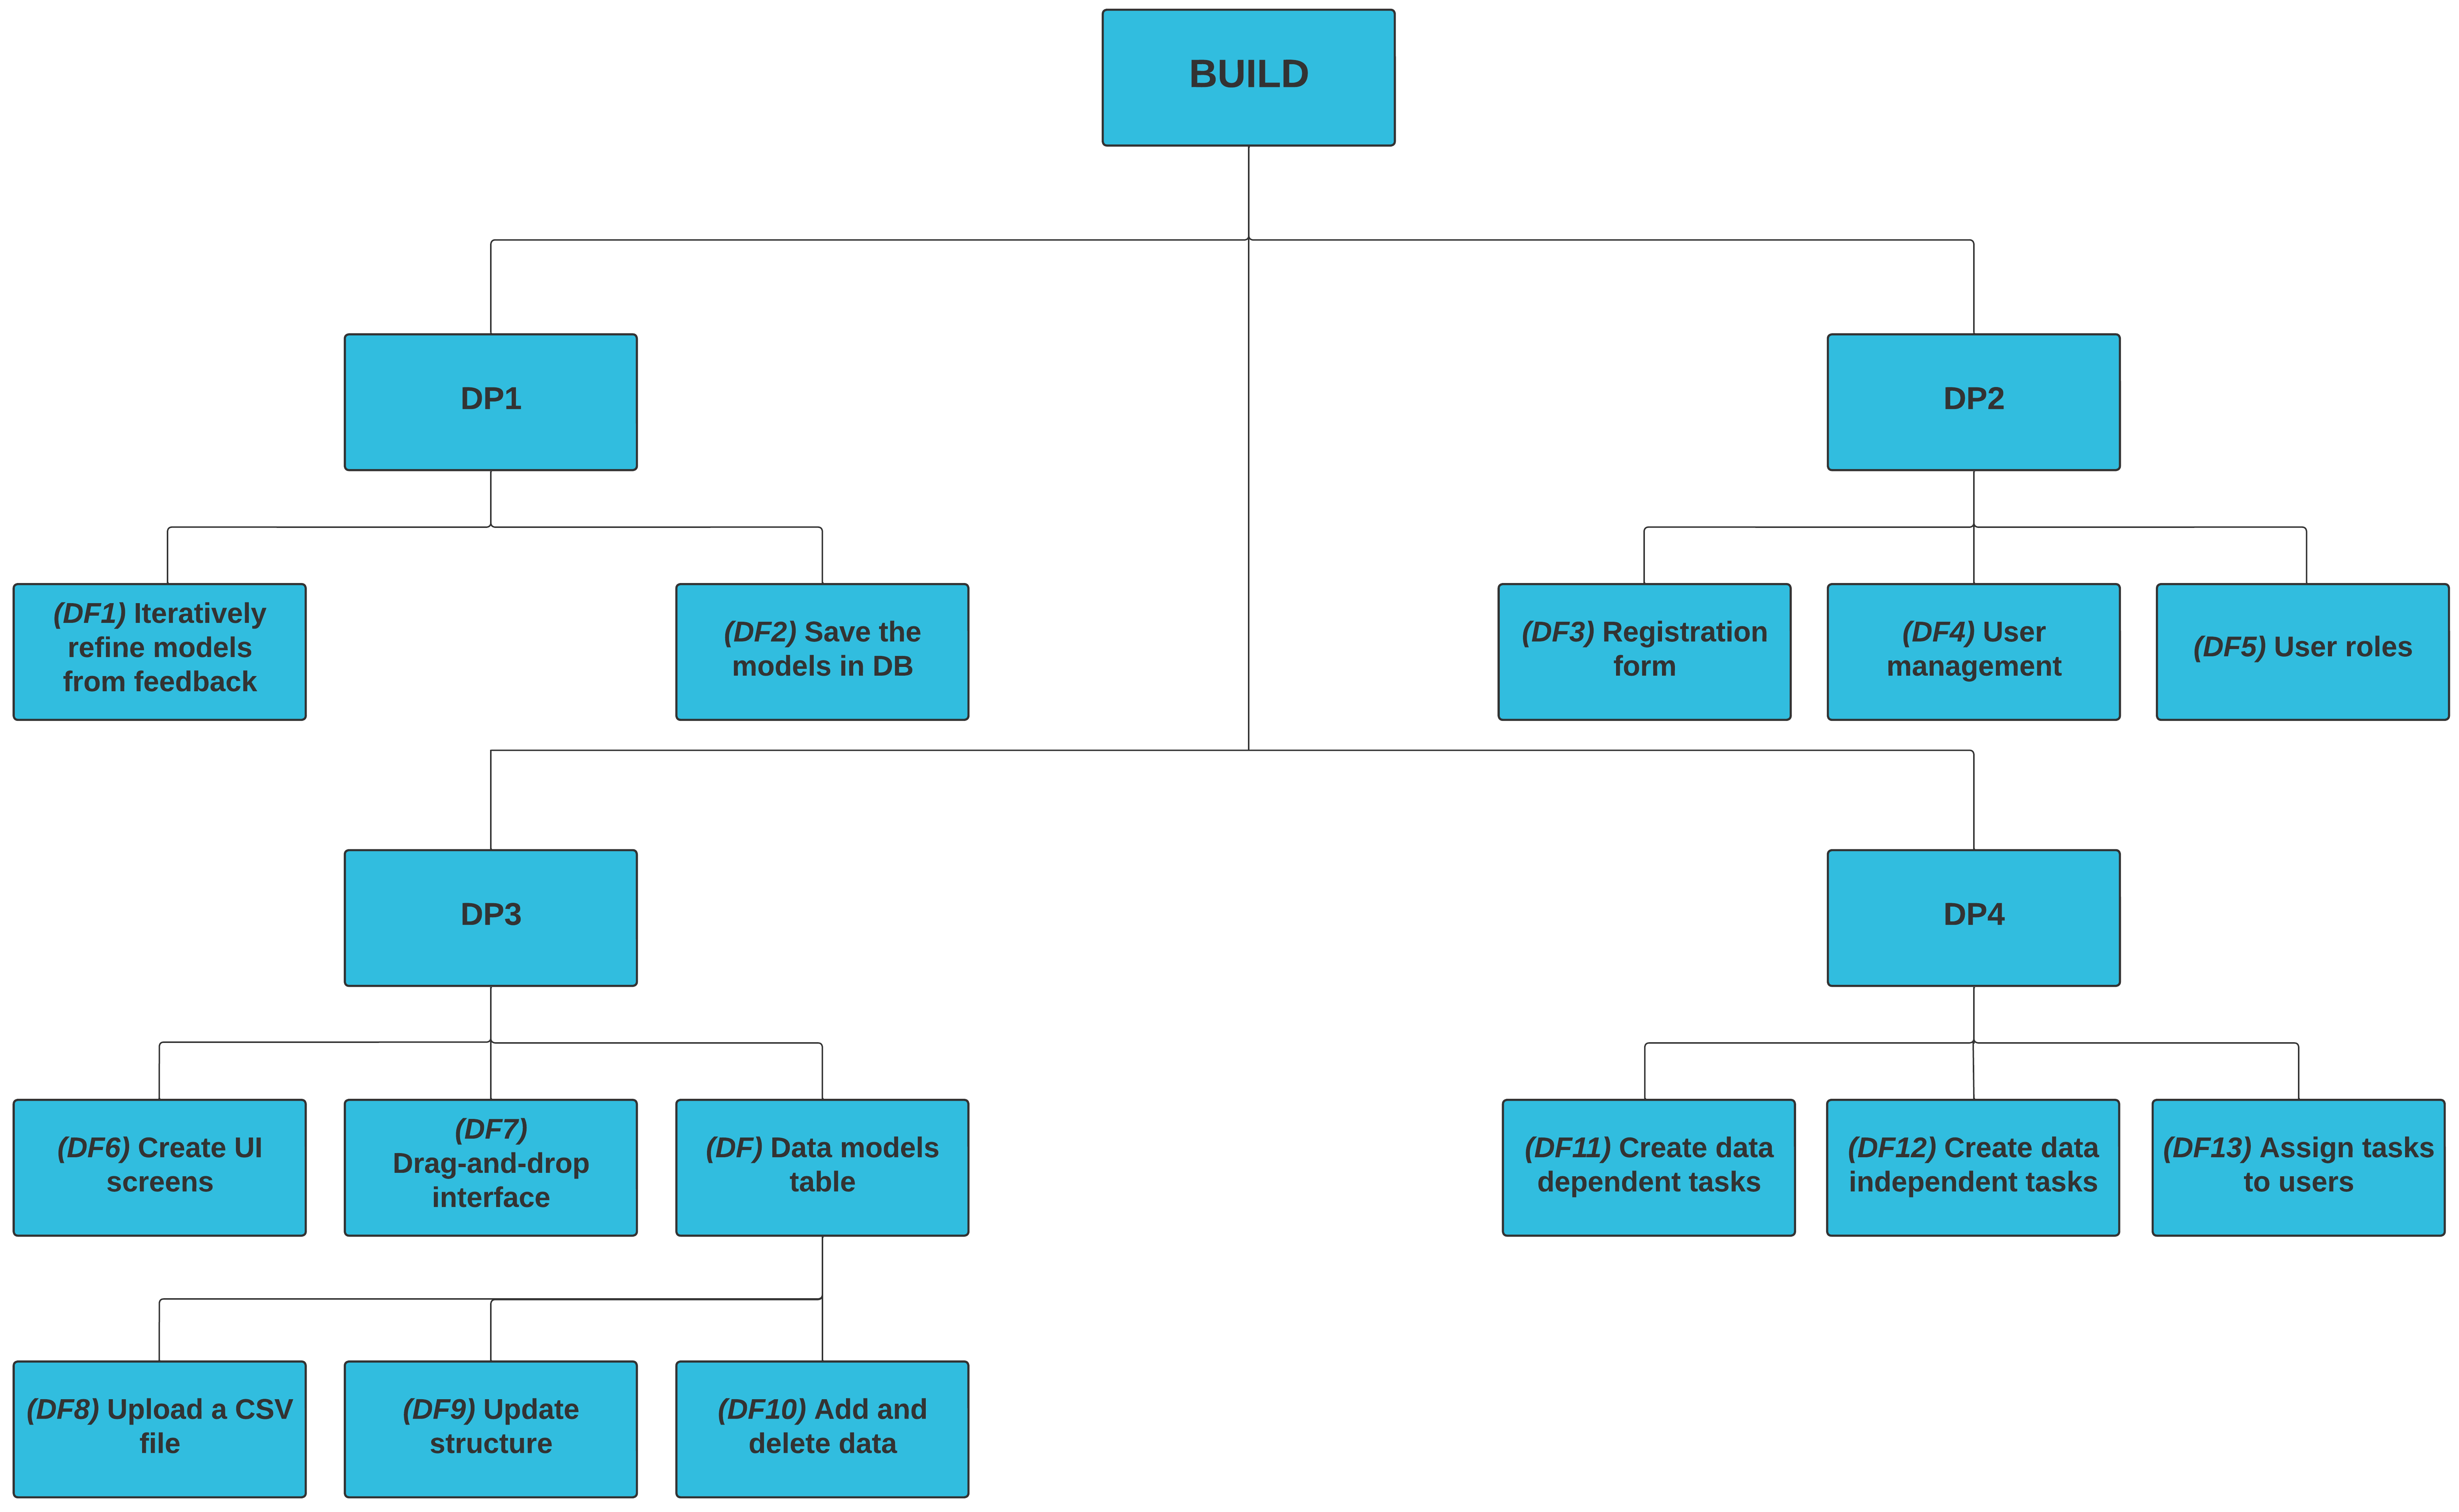 BUILD
DP1
DP2
(DF1) Iteratively
refine models
from feedback
(DF2) Save the
models in DB
(DF3) Registration
form
(DF4) User
management
(DF5) User roles
DP3
DP4
(DF6) Create UI
screens
(DF7)
Drag-and-drop
interface
(DF) Data models
table
(DF11) Create data
dependent tasks
(DF12) Create data
independent tasks
(DF13) Assign tasks
to users
(DF8) Upload a CSV
file
(DF9) Update
structure
(DF10) Add and
delete data